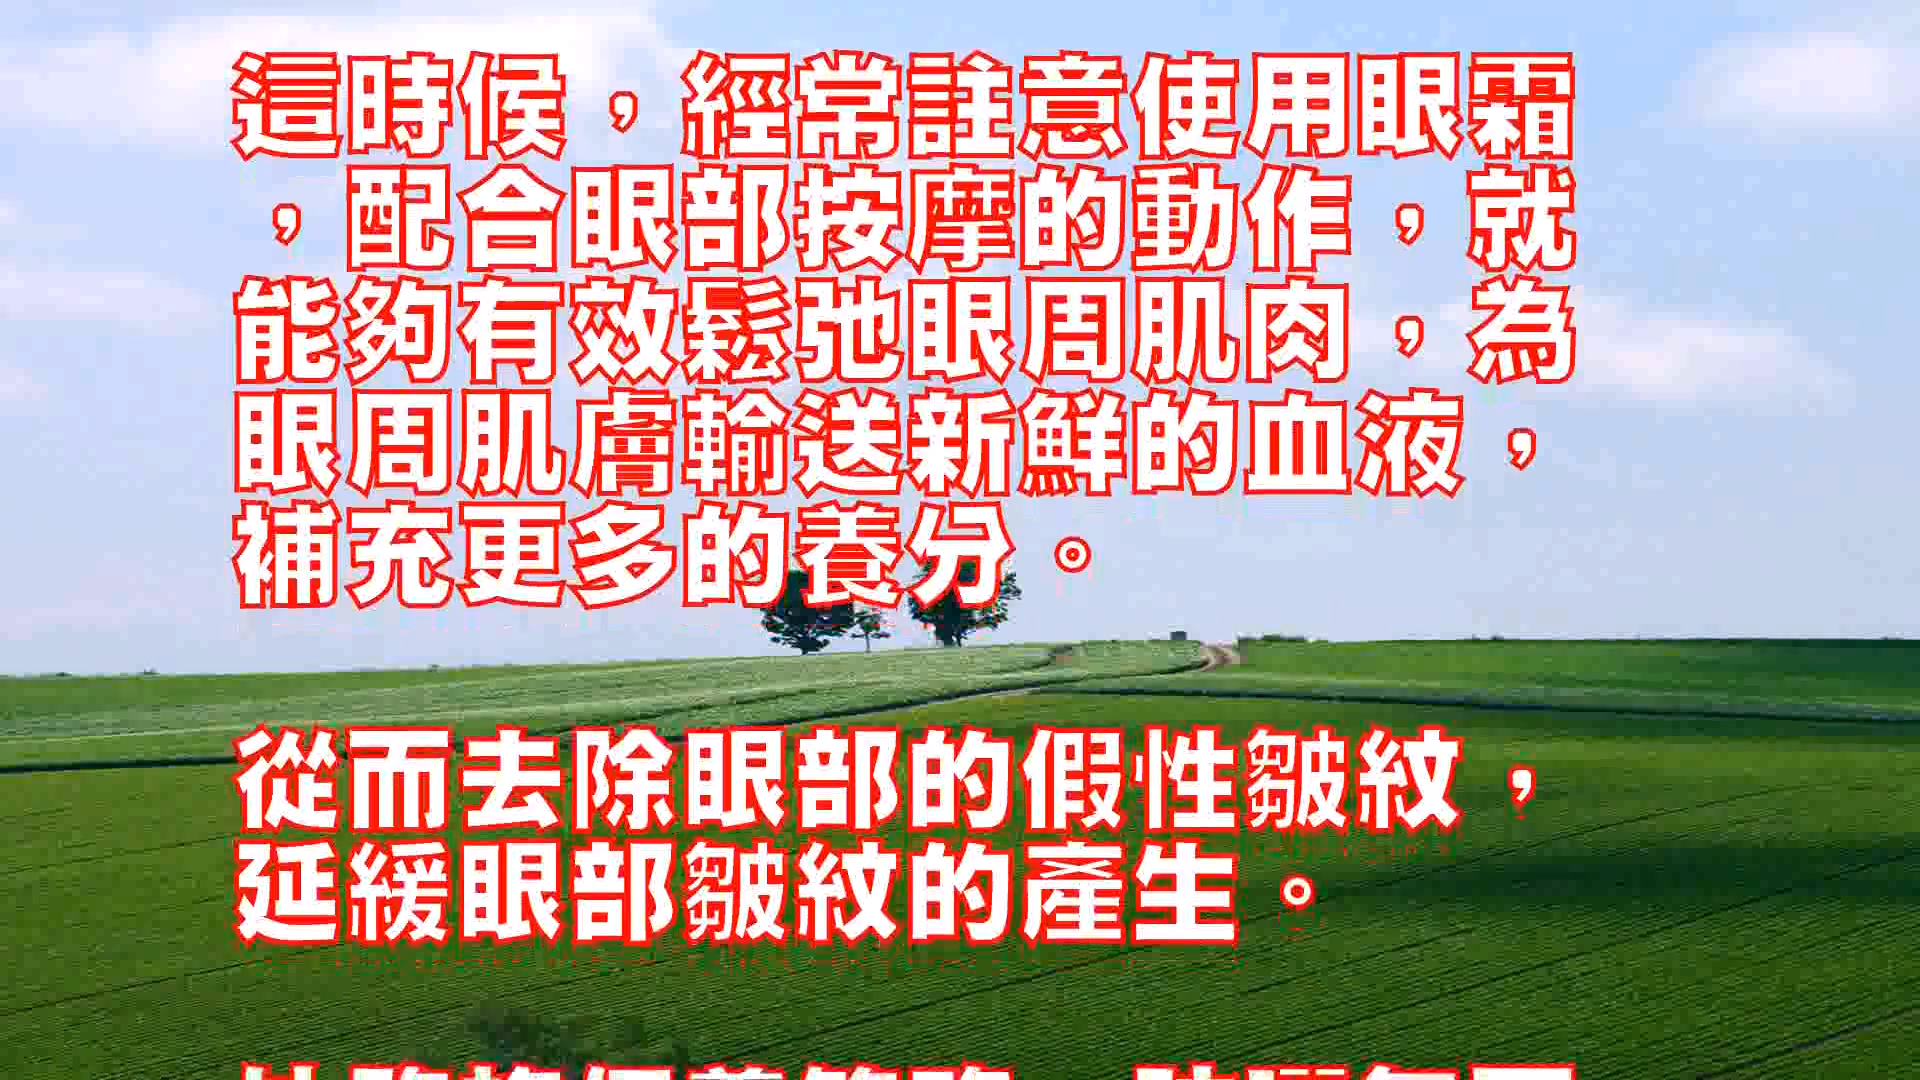 這時候，經常註意使用眼霜
，配合眼部按摩的動作，就
能夠有效鬆弛眼周肌肉，為
眼周肌膚輸送新鮮的血液，
補充更多的養分。
從而去除眼部的假性皺紋，
延緩眼部皺紋的產生。